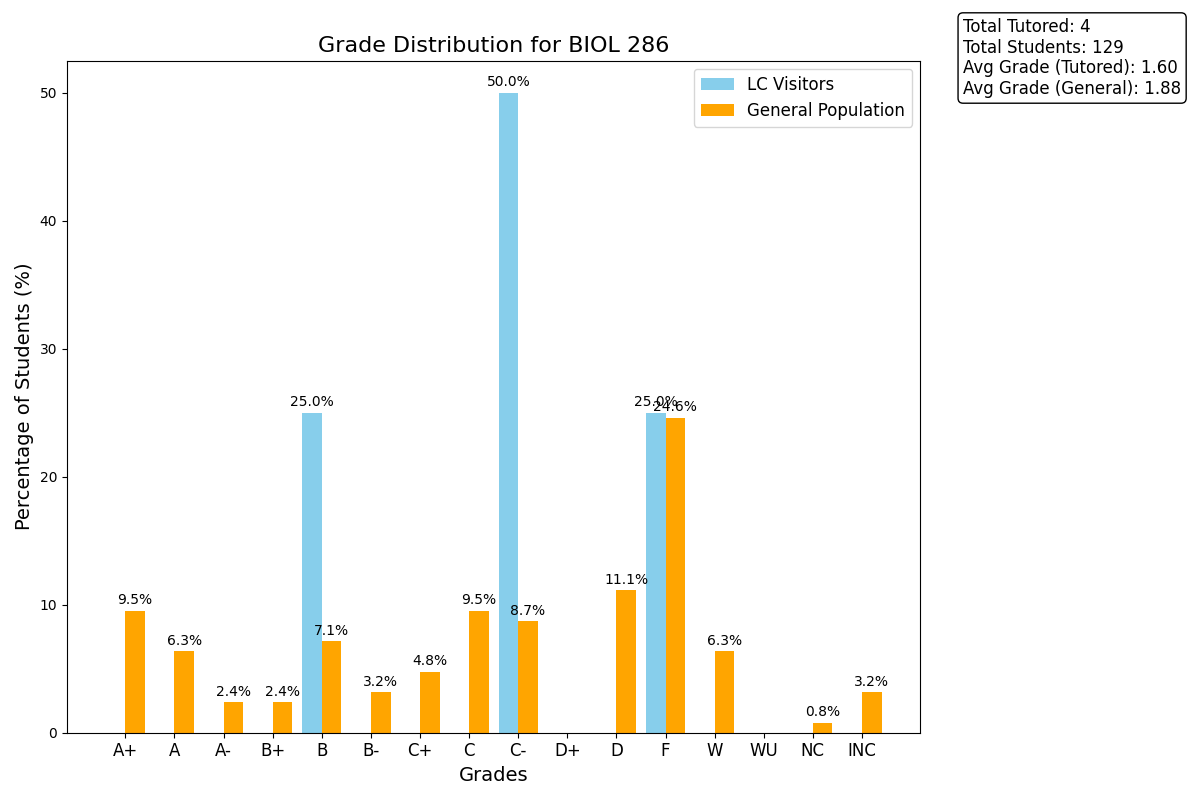 Grade Distribution for BIOL 286
Total Tutored: 4
Total Students: 129
Avg Grade (Tutored): 1.60
Avg Grade (General): 1.88
LC Visitors
General Population
Percentage of Students (%)
50
40
30
20
10
0
9.5%
6.3%
2.4%
2.4%
25.0%
7.1%
3.2%
4.8%
9.5%
50.0%
8.7%
11.1%
25.0%
24.6%
6.3%
0.8%
3.2%
A+ A A- B+ B B- C+ C C- D+ D F W WU NC INC
Grades